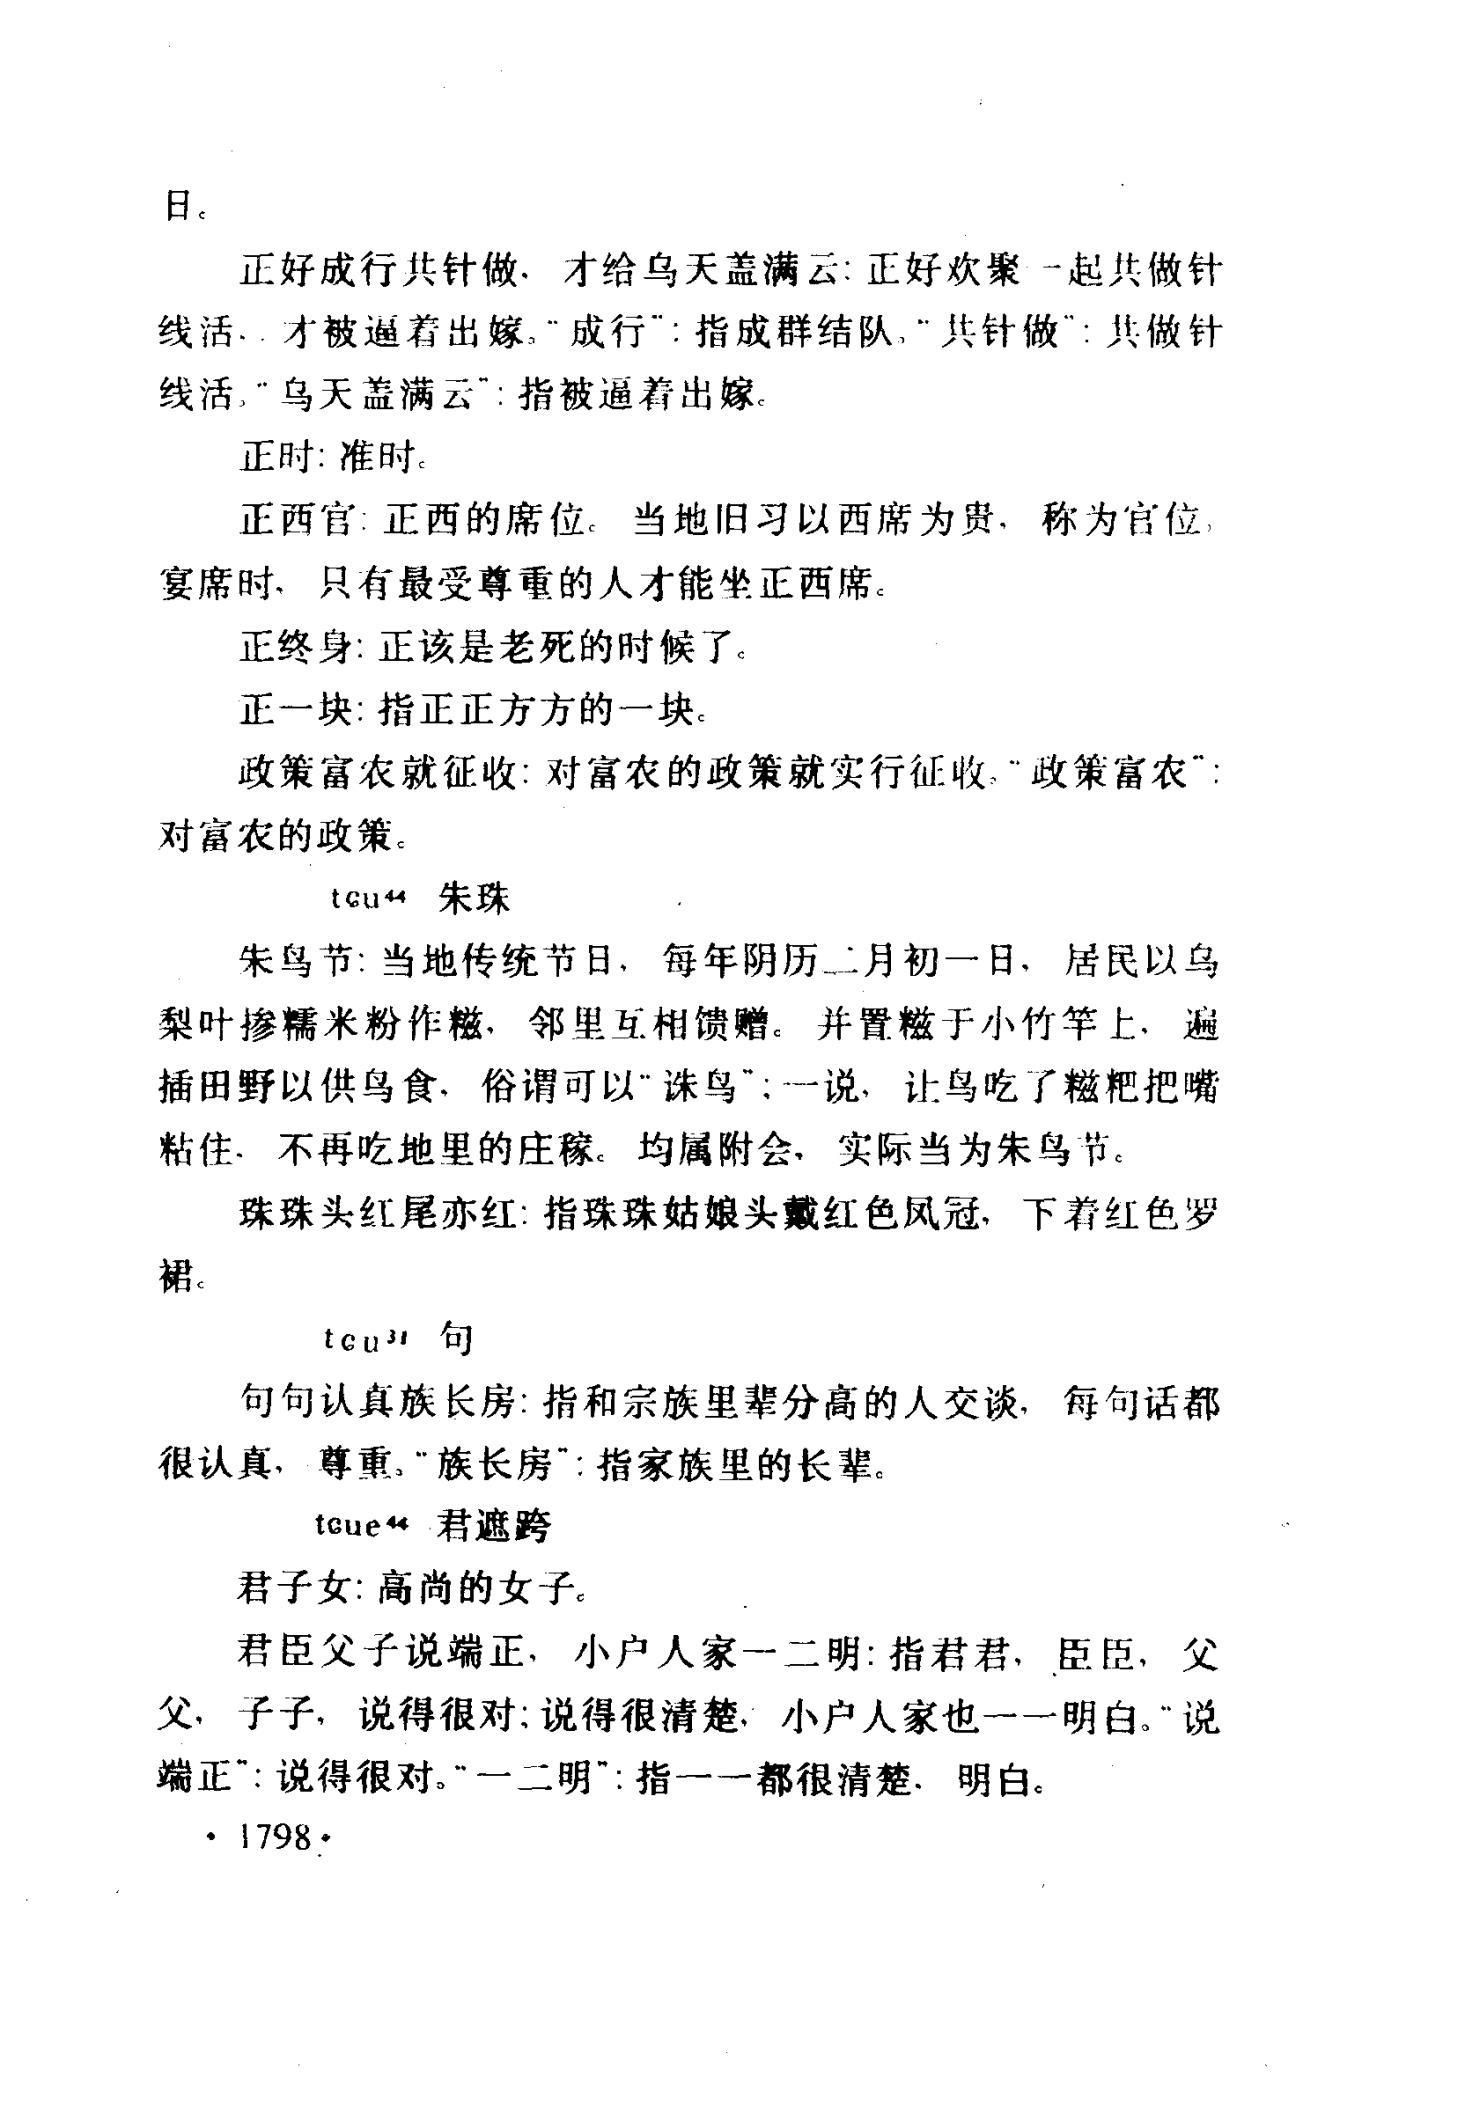 日。
正好成行共针做，才给乌天盖满云：正好欢聚一起共做针
线活，才被逼着出嫁。“成行”：指成群结队，“共针做”：共做针
线活，“乌天盖满云”：指被逼着出嫁。
正时：准时。
正西官：正西的席位。当地旧习以西席为贵，称为官位，
宴席时，只有最受尊重的人才能坐正西席。
正终身：正该是老死的时候了。
正一块：指正正方方的一块。
政策富农就征收：对富农的政策就实行征收，“政策富农”：
对富农的政策。
tɕu⁴⁴ 朱珠
朱鸟节：当地传统节日，每年阴历二月初一日，居民以乌
梨叶掺糯米粉作糍，邻里互相馈赠。并置糍于小竹竿上，遍
插田野以供鸟食，俗谓可以“诛鸟”；一说，让鸟吃了糍粑把嘴
粘住，不再吃地里的庄稼。均属附会，实际当为朱鸟节。
珠珠头红尾亦红：指珠珠姑娘头戴红色凤冠，下着红色罗
裙。
tɕu³¹ 句
句句认真族长房：指和宗族里辈分高的人交谈，每句话都
很认真，尊重。“族长房”：指家族里的长辈。
tɕue⁴⁴ 君遮跨
君子女：高尚的女子。
君臣父子说端正，小户人家一二明：指君君，臣臣，父
父，子子，说得很对；说得很清楚，小户人家也一一明白。“说
端正”：说得很对。“一二明”：指一一都很清楚，明白。
·1798·